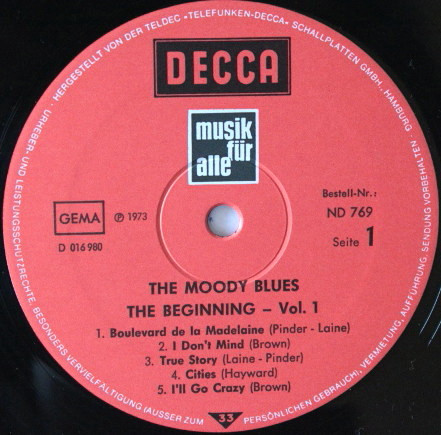 HERGESTELLT VON DER TELDEC »TELEFUNKEN-DECCA« SCHALLPLATTEN GMBH., HAMBURG · URHEBER- UND LEISTUNGSSCHUTZRECHTE, BESONDERS VERVIELFÄLTIGUNG (AUSSER ZUM PERSÖNLICHEN GEBRAUCH), VERMIETUNG, AUFFÜHRUNG, SENDUNG VORBEHALTEN
DECCA
musik
für
alle
GEMA
℗ 1973
D 016 980
Bestell-Nr.:
ND 769
Seite 1
THE MOODY BLUES
THE BEGINNING – Vol. 1
1. Boulevard de la Madelaine (Pinder - Laine)
2. I Don't Mind (Brown)
3. True Story (Laine - Pinder)
4. Cities (Hayward)
5. I'll Go Crazy (Brown)
33